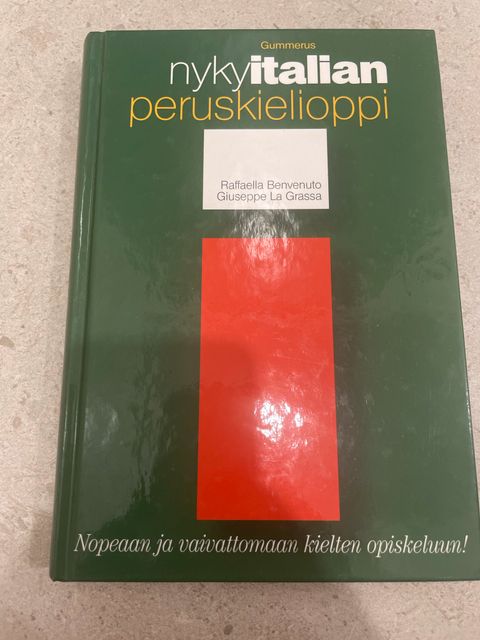 Gummerus
nykyitalian
peruskielioppi
Raffaella Benvenuto
Giuseppe La Grassa
Nopeaan ja vaivattomaan kielten opiskeluun!